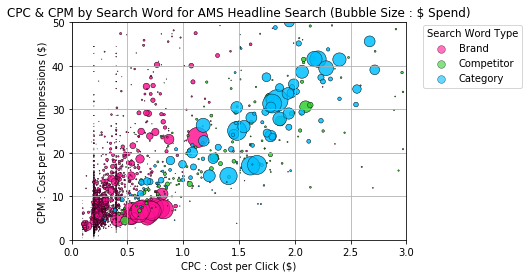 CPC & CPM by Search Word for AMS Headline Search (Bubble Size : $ Spend)
Search Word Type
Brand
Competitor
Category
CPM : Cost per 1000 Impressions ($)
50
40
30
20
10
0
0.0 0.5 1.0 1.5 2.0 2.5 3.0
CPC : Cost per Click ($)